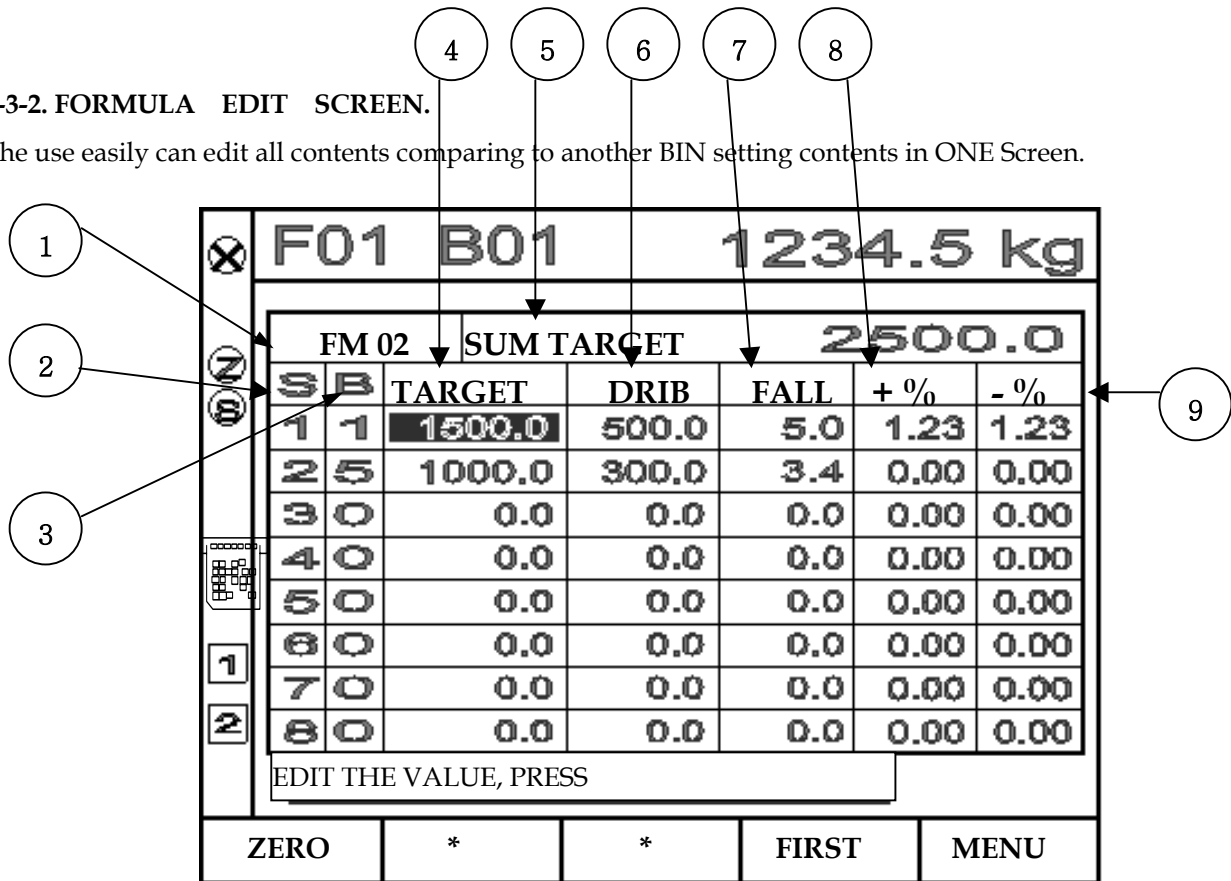 4 5 6 7 8
-3-2. FORMULA EDIT SCREEN.
he use easily can edit all contents comparing to another BIN setting contents in ONE Screen.
1
F01 B01 1234.5 kg
FM 02 SUM TARGET 2500.0
2
Z
S B TARGET DRIB FALL + % - %
9
S
1 1 1500.0 500.0 5.0 1.23 1.23
2 5 1000.0 300.0 3.4 0.00 0.00
3
3 0 0.0 0.0 0.0 0.00 0.00
4 0 0.0 0.0 0.0 0.00 0.00
5 0 0.0 0.0 0.0 0.00 0.00
6 0 0.0 0.0 0.0 0.00 0.00
1
7 0 0.0 0.0 0.0 0.00 0.00
2
8 0 0.0 0.0 0.0 0.00 0.00
EDIT THE VALUE, PRESS
ZERO * * FIRST MENU